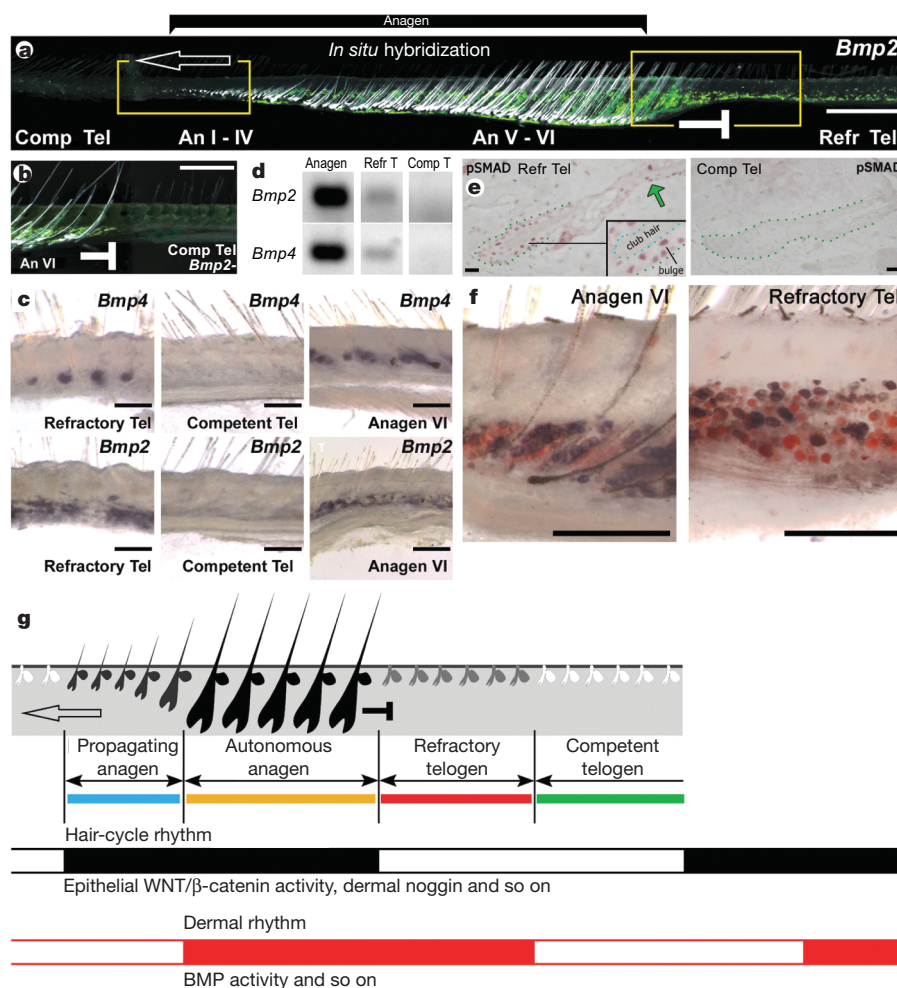 Anagen
a
In situ hybridization
Bmp2
Comp Tel
An I - IV
An V - VI
Refr Tel
b
An VI
Comp Tel
Bmp2-
d
Anagen
Refr T
Comp T
Bmp2
Bmp4
e
pSMAD
Refr Tel
club hair
bulge
Comp Tel
pSMAD
c
Bmp4
Bmp4
Bmp4
Refractory Tel
Competent Tel
Anagen VI
Bmp2
Bmp2
Bmp2
Refractory Tel
Competent Tel
Anagen VI
f
Anagen VI
Refractory Tel
g
Propagating
anagen
Autonomous
anagen
Refractory
telogen
Competent
telogen
Hair-cycle rhythm
Epithelial WNT/β-catenin activity, dermal noggin and so on
Dermal rhythm
BMP activity and so on